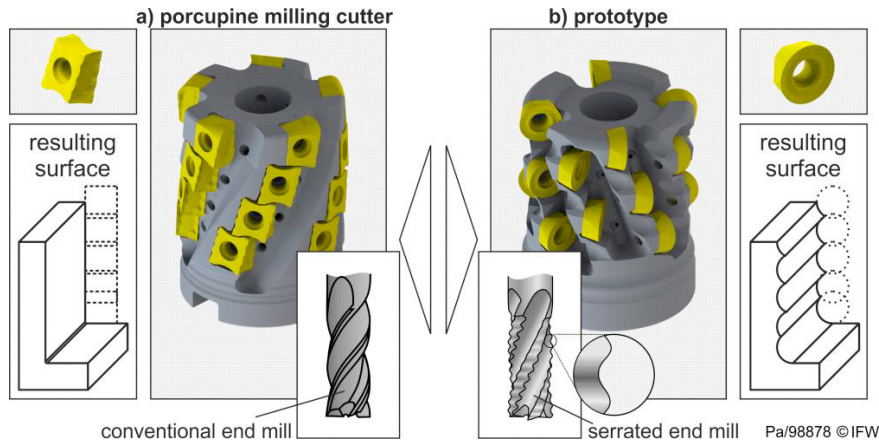 a) porcupine milling cutter
b) prototype
resulting
surface
resulting
surface
conventional end mill
serrated end mill
Pa/98878 © IFW